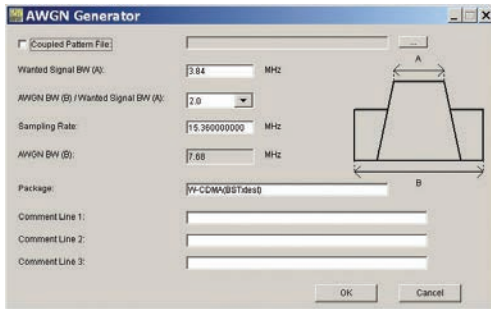 AWGN Generator
Coupled Pattern File:
...
Wanted Signal BW (A):
3.84
MHz
A
AWGN BW (B) / Wanted Signal BW (A):
2.0
Sampling Rate:
15.360000000
MHz
AWGN BW (B):
7.68
MHz
B
Package:
W-CDMA(BSTxtest)
Comment Line 1:
Comment Line 2:
Comment Line 3:
OK
Cancel